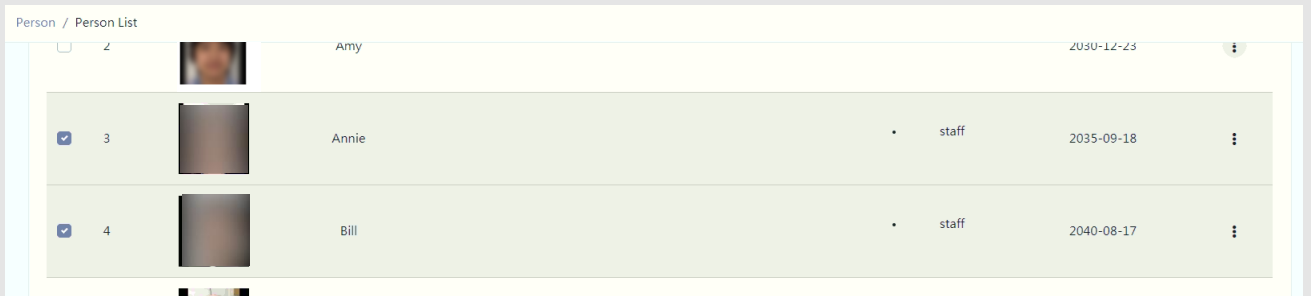 Person / Person List
2 Amy 2030-12-23
3 Annie • staff 2035-09-18
4 Bill • staff 2040-08-17